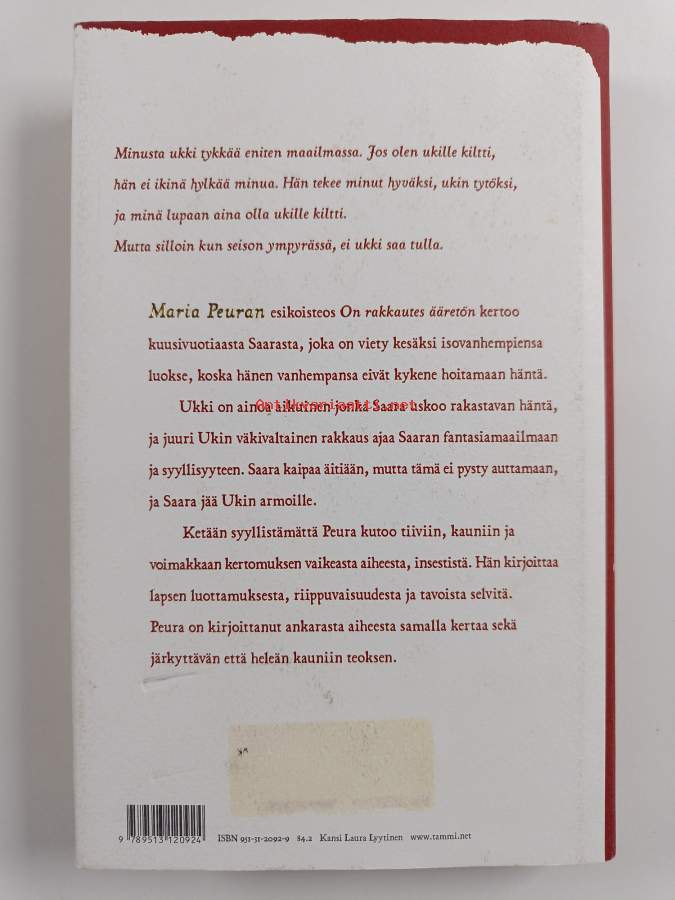 Minusta ukki tykkää eniten maailmassa. Jos olen ukille kiltti,
hän ei ikinä hylkää minua. Hän tekee minut hyväksi, ukin tytöksi,
ja minä lupaan aina olla ukille kiltti.
Mutta silloin kun seison ympyrässä, ei ukki saa tulla.
Maria Peuran esikoisteos On rakkautes ääretön kertoo
kuusivuotiaasta Saarasta, joka on viety kesäksi isovanhempiensa
luokse, koska hänen vanhempansa eivät kykene hoitamaan häntä.
Ukki on ainoa aikuinen jonka Saara uskoo rakastavan häntä,
Antikvariaatti.net
ja juuri Ukin väkivaltainen rakkaus ajaa Saaran fantasiamaailmaan
ja syyllisyyteen. Saara kaipaa äitiään, mutta tämä ei pysty auttamaan,
ja Saara jää Ukin armoille.
Ketään syyllistämättä Peura kutoo tiiviin, kauniin ja
voimakkaan kertomuksen vaikeasta aiheesta, insestistä. Hän kirjoittaa
lapsen luottamuksesta, riippuvaisuudesta ja tavoista selvitä.
Peura on kirjoittanut ankarasta aiheesta samalla kertaa sekä
järkyttävän että heleän kauniin teoksen.
9 789513 120924 ISBN 951-31-2092-9 84.2 Kansi Laura Lyytinen www.tammi.net